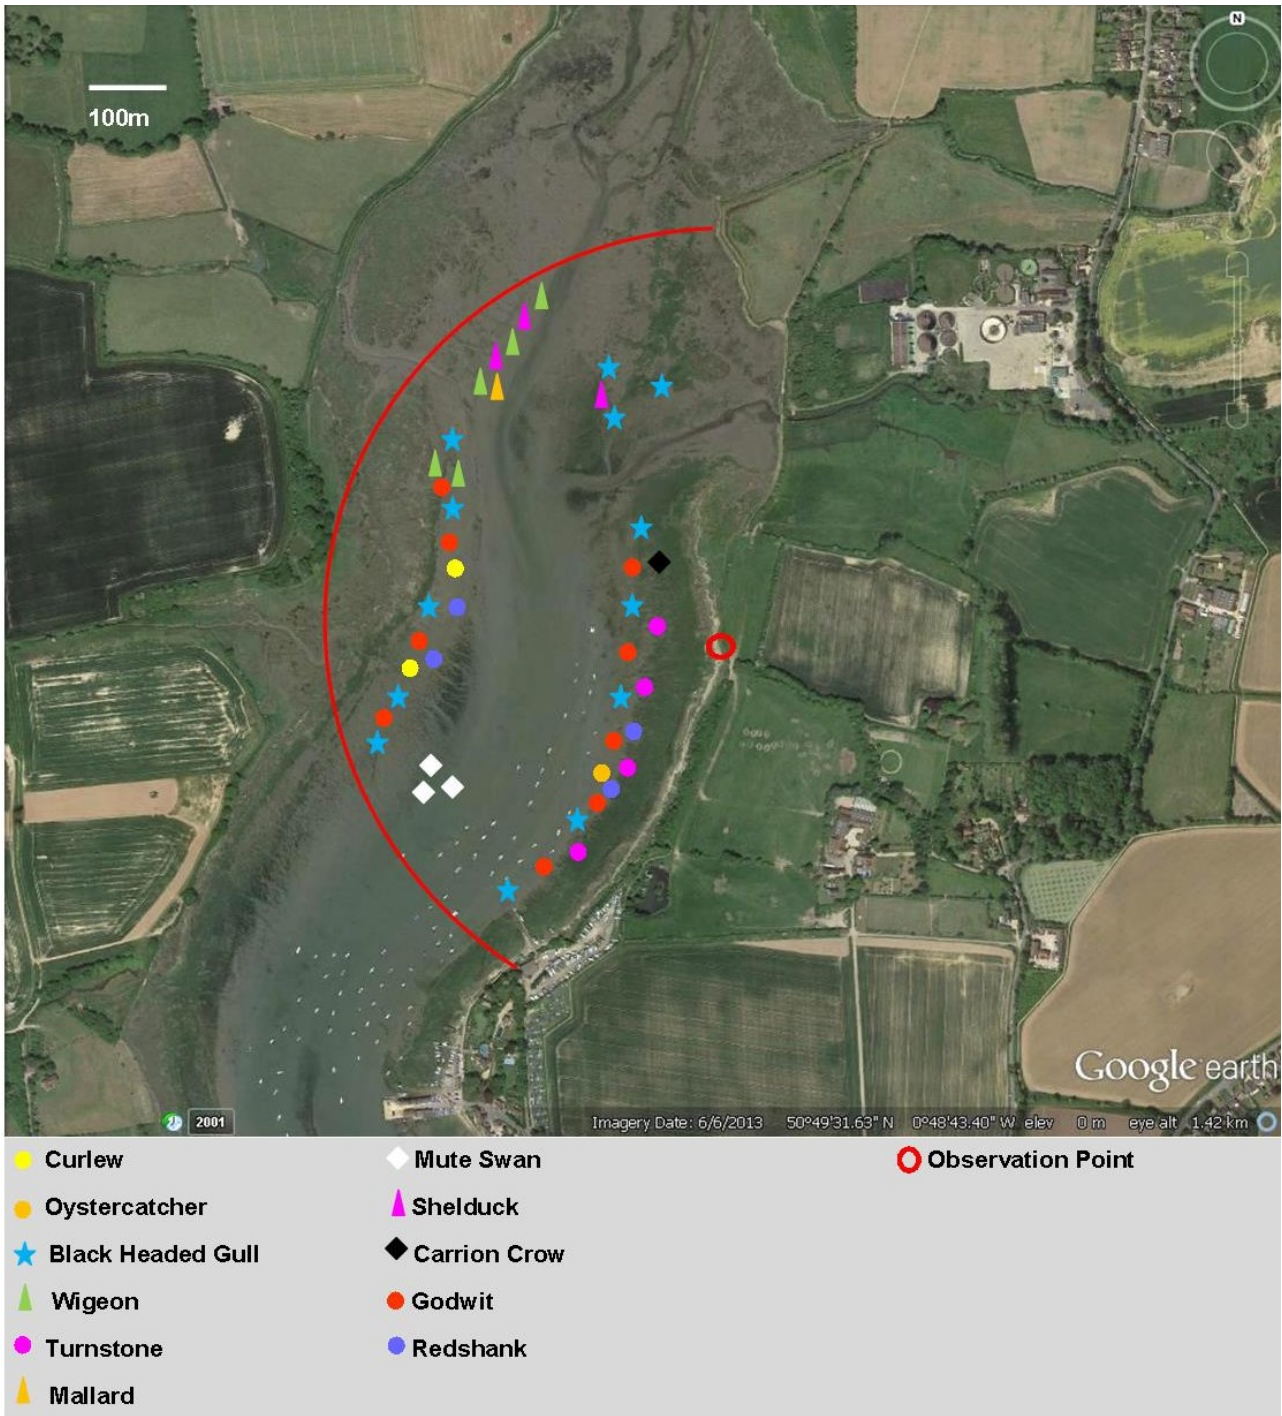 N
100m
Google earth
2001
Imagery Date: 6/6/2013 50°49'31.63" N 0°48'43.40" W elev 0 m eye alt 1.42 km
Curlew
Mute Swan
Observation Point
Oystercatcher
Shelduck
Black Headed Gull
Carrion Crow
Wigeon
Godwit
Turnstone
Redshank
Mallard